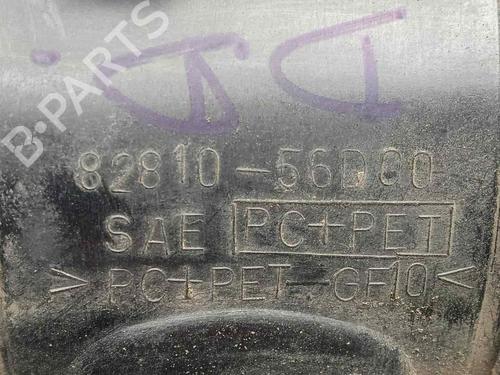 B-PARTS
82810-56D00
SAE PC+PET
>PC+PET-GF10<